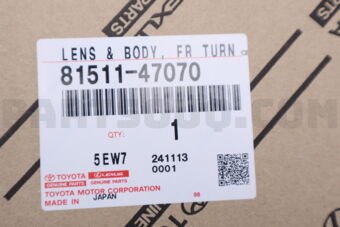 LENS & BODY, FR TURN
81511-47070
QTY:
1
5EW7
241113
0001
TOYOTA
GENUINE PARTS
LEXUS
GENUINE PARTS
TOYOTA MOTOR CORPORATION
MADE IN JAPAN
98
PARTS